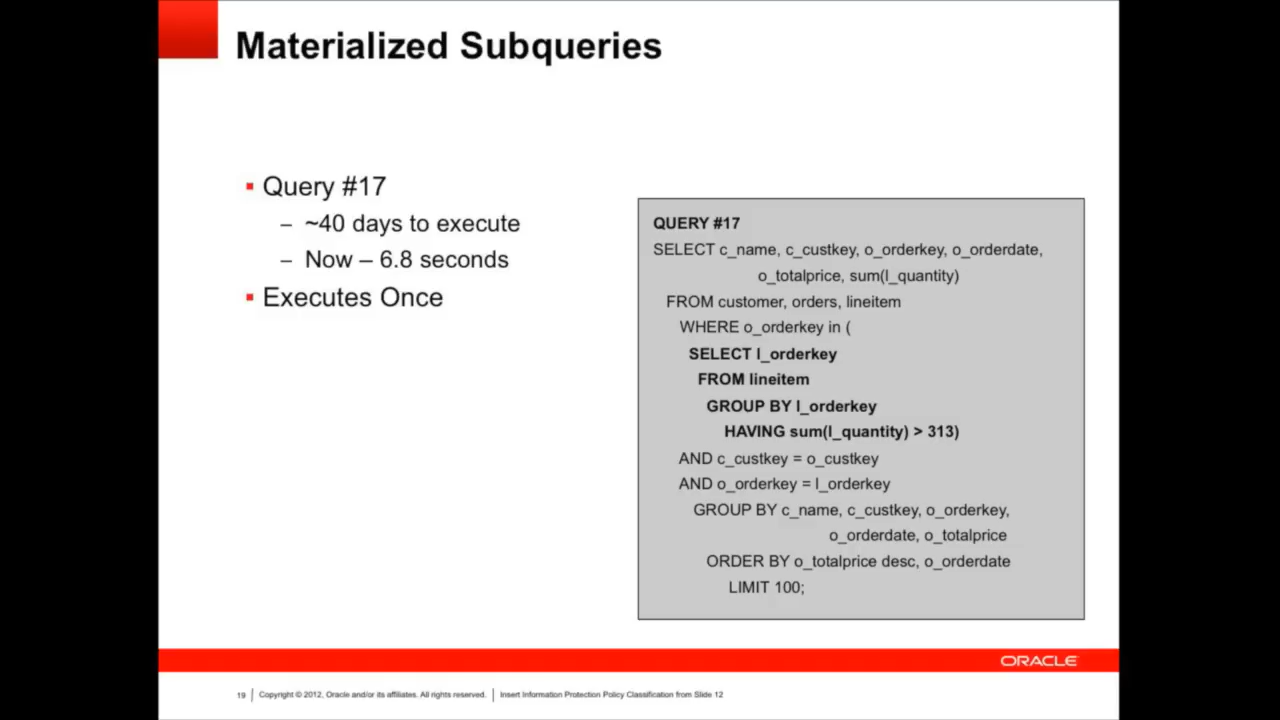 Materialized Subqueries
▪ Query #17
– ~40 days to execute
– Now – 6.8 seconds
▪ Executes Once
QUERY #17
SELECT c_name, c_custkey, o_orderkey, o_orderdate,
o_totalprice, sum(l_quantity)
FROM customer, orders, lineitem
WHERE o_orderkey in (
SELECT l_orderkey
FROM lineitem
GROUP BY l_orderkey
HAVING sum(l_quantity) > 313)
AND c_custkey = o_custkey
AND o_orderkey = l_orderkey
GROUP BY c_name, c_custkey, o_orderkey,
o_orderdate, o_totalprice
ORDER BY o_totalprice desc, o_orderdate
LIMIT 100;
ORACLE
19 | Copyright © 2012, Oracle and/or its affiliates. All rights reserved. | Insert Information Protection Policy Classification from Slide 12